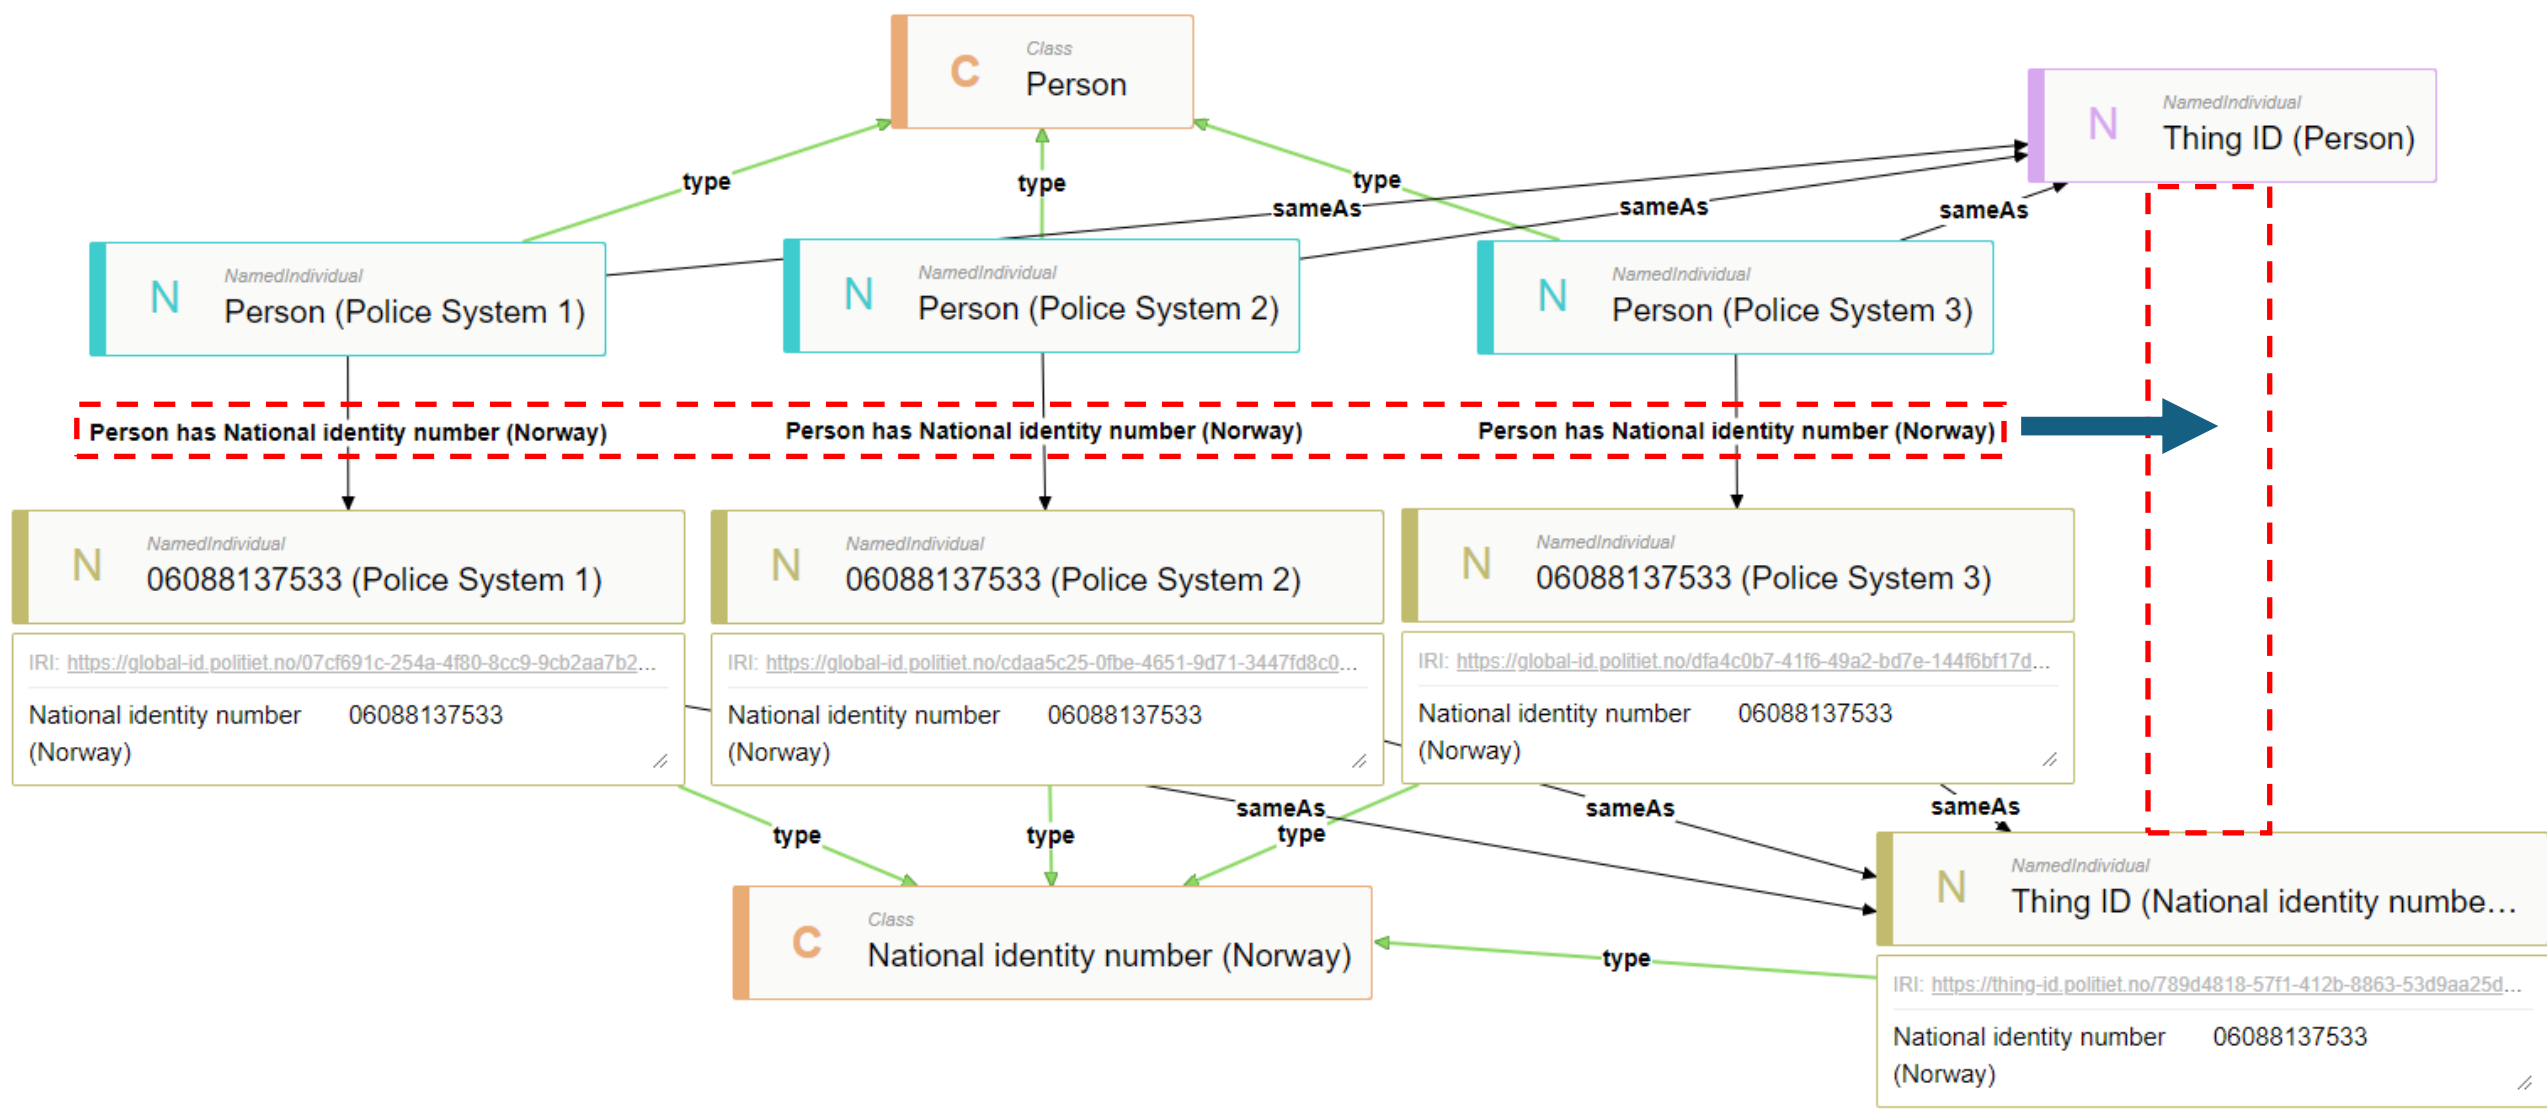 Class
Person
NamedIndividual
Thing ID (Person)
type
type
type
sameAs
sameAs
sameAs
NamedIndividual
Person (Police System 1)
NamedIndividual
Person (Police System 2)
NamedIndividual
Person (Police System 3)
Person has National identity number (Norway)
Person has National identity number (Norway)
Person has National identity number (Norway)
NamedIndividual
06088137533 (Police System 1)
IRI: https://global-id.politiet.no/07cf691c-254a-4f80-8cc9-9cb2aa7b2...
National identity number 06088137533
(Norway)
NamedIndividual
06088137533 (Police System 2)
IRI: https://global-id.politiet.no/cdaa5c25-0fbe-4651-9d71-3447fd8c0...
National identity number 06088137533
(Norway)
NamedIndividual
06088137533 (Police System 3)
IRI: https://global-id.politiet.no/dfa4c0b7-41f6-49a2-bd7e-144f6bf17d...
National identity number 06088137533
(Norway)
sameAs
sameAs
sameAs
type
type
type
C
Class
National identity number (Norway)
type
NamedIndividual
Thing ID (National identity numbe...
IRI: https://thing-id.politiet.no/789d4818-57f1-412b-8863-53d9aa25d...
National identity number 06088137533
(Norway)